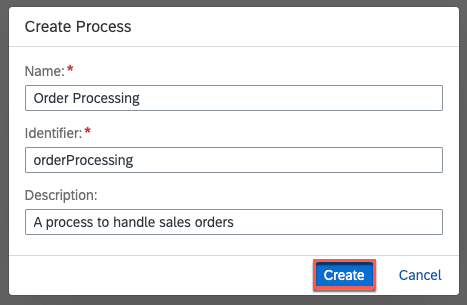 Create Process
Name:*
Order Processing
Identifier:*
orderProcessing
Description:
A process to handle sales orders
Create Cancel